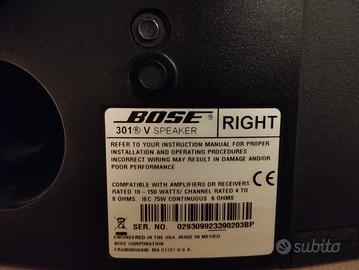 BOSE®
301® V SPEAKER
RIGHT
REFER TO YOUR INSTRUCTION MANUAL FOR PROPER
INSTALLATION AND OPERATING PROCEDURES
INCORRECT WIRING MAY RESULT IN DAMAGE AND/OR
POOR PERFORMANCE
COMPATIBLE WITH AMPLIFIERS OR RECEIVERS
RATED 10 - 150 WATTS/ CHANNEL RATED 4 TO
8 OHMS. IEC 75W CONTINUOUS 8 OHMS
CE
SERIAL NO. 029309923390203BP
ENGINEERED IN THE USA. MADE IN MEXICO
BOSE CORPORATION
FRAMINGHAM, MA 01701 U.S.A
subito